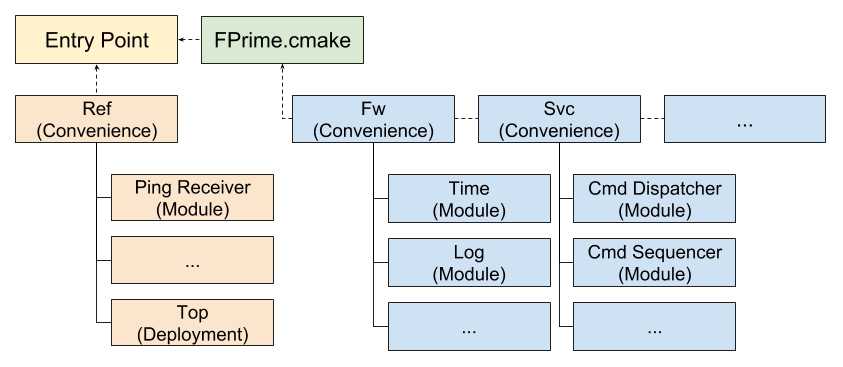 Entry Point
FPrime.cmake
Ref
(Convenience)
Fw
(Convenience)
Svc
(Convenience)
...
Ping Receiver
(Module)
Time
(Module)
Cmd Dispatcher
(Module)
...
Log
(Module)
Cmd Sequencer
(Module)
Top
(Deployment)
...
...